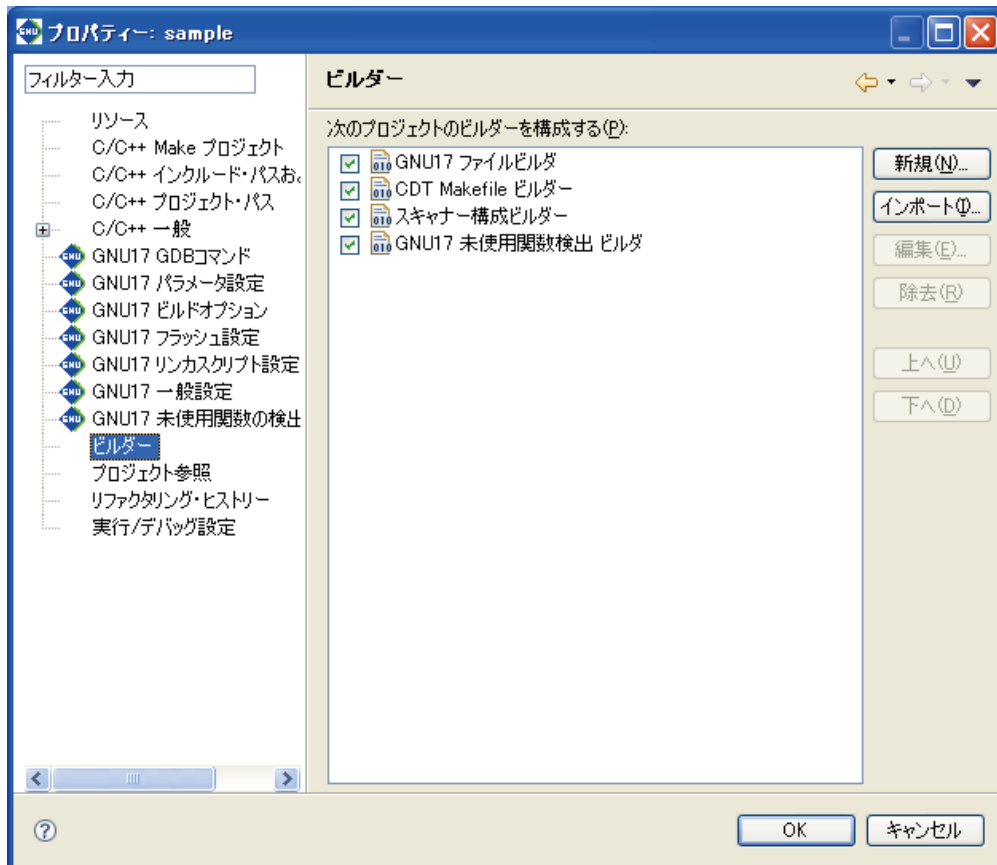 プロパティー: sample
フィルター入力
リソース
C/C++ Make プロジェクト
C/C++ インクルード・パスお
C/C++ プロジェクト・パス
C/C++ 一般
GNU17 GDBコマンド
GNU17 パラメータ設定
GNU17 ビルドオプション
GNU17 フラッシュ設定
GNU17 リンカスクリプト設定
GNU17 一般設定
GNU17 未使用関数の検出
ビルダー
プロジェクト参照
リファクタリング・ヒストリー
実行/デバッグ設定
ビルダー
次のプロジェクトのビルダーを構成する(P):
GNU17 ファイルビルダ
CDT Makefile ビルダー
スキャナー構成ビルダー
GNU17 未使用関数検出 ビルダ
新規(N)...
インポート(I)...
編集(E)...
除去(R)
上へ(U)
下へ(D)
OK
キャンセル